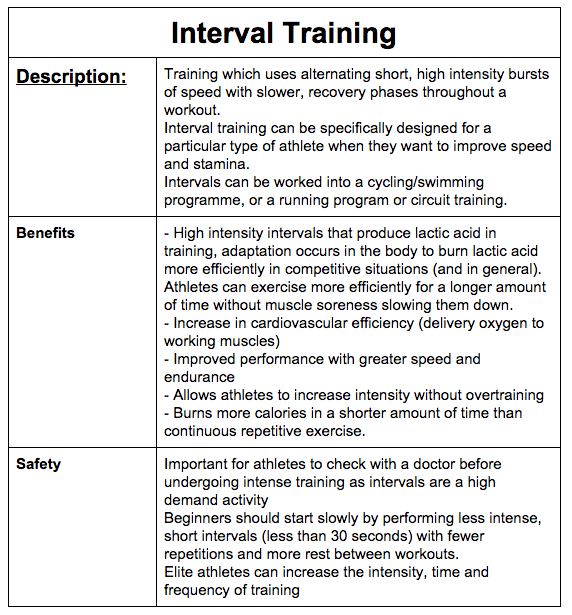 Interval Training
Description:
Training which uses alternating short, high intensity bursts
of speed with slower, recovery phases throughout a
workout.
Interval training can be specifically designed for a
particular type of athlete when they want to improve speed
and stamina.
Intervals can be worked into a cycling/swimming
programme, or a running program or circuit training.
Benefits
- High intensity intervals that produce lactic acid in
training, adaptation occurs in the body to burn lactic acid
more efficiently in competitive situations (and in general).
Athletes can exercise more efficiently for a longer amount
of time without muscle soreness slowing them down.
- Increase in cardiovascular efficiency (delivery oxygen to
working muscles)
- Improved performance with greater speed and
endurance
- Allows athletes to increase intensity without overtraining
- Burns more calories in a shorter amount of time than
continuous repetitive exercise.
Safety
Important for athletes to check with a doctor before
undergoing intense training as intervals are a high
demand activity
Beginners should start slowly by performing less intense,
short intervals (less than 30 seconds) with fewer
repetitions and more rest between workouts.
Elite athletes can increase the intensity, time and
frequency of training